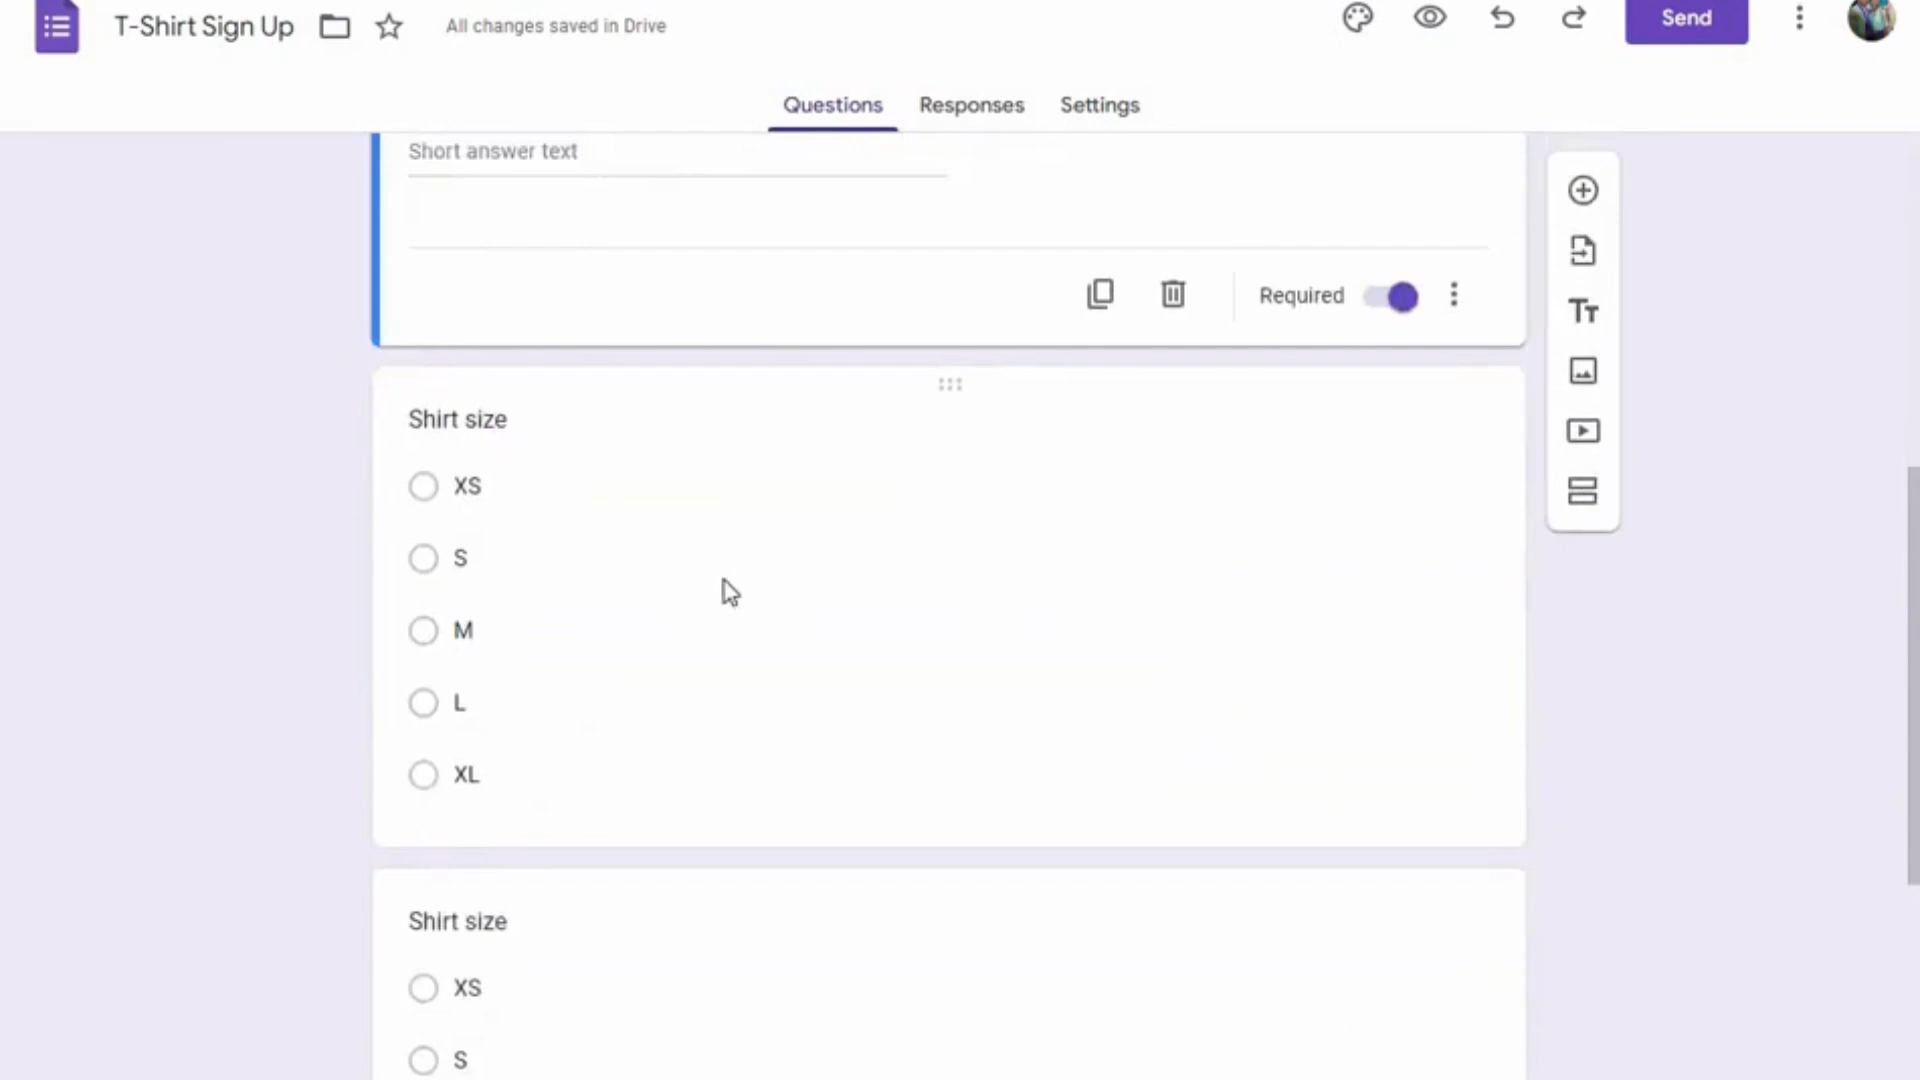 T-Shirt Sign Up
All changes saved in Drive
Send
Questions
Responses
Settings
Short answer text
Required
Tт
Shirt size
XS
S
M
L
XL
Shirt size
XS
S